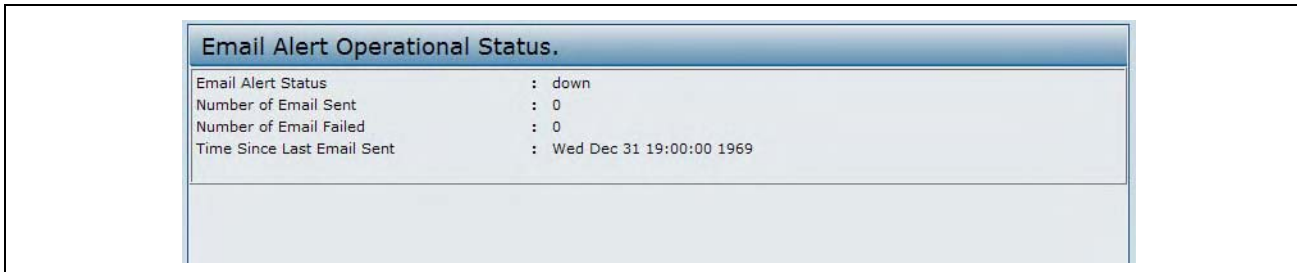 Email Alert Operational Status.
Email Alert Status : down
Number of Email Sent : 0
Number of Email Failed : 0
Time Since Last Email Sent : Wed Dec 31 19:00:00 1969